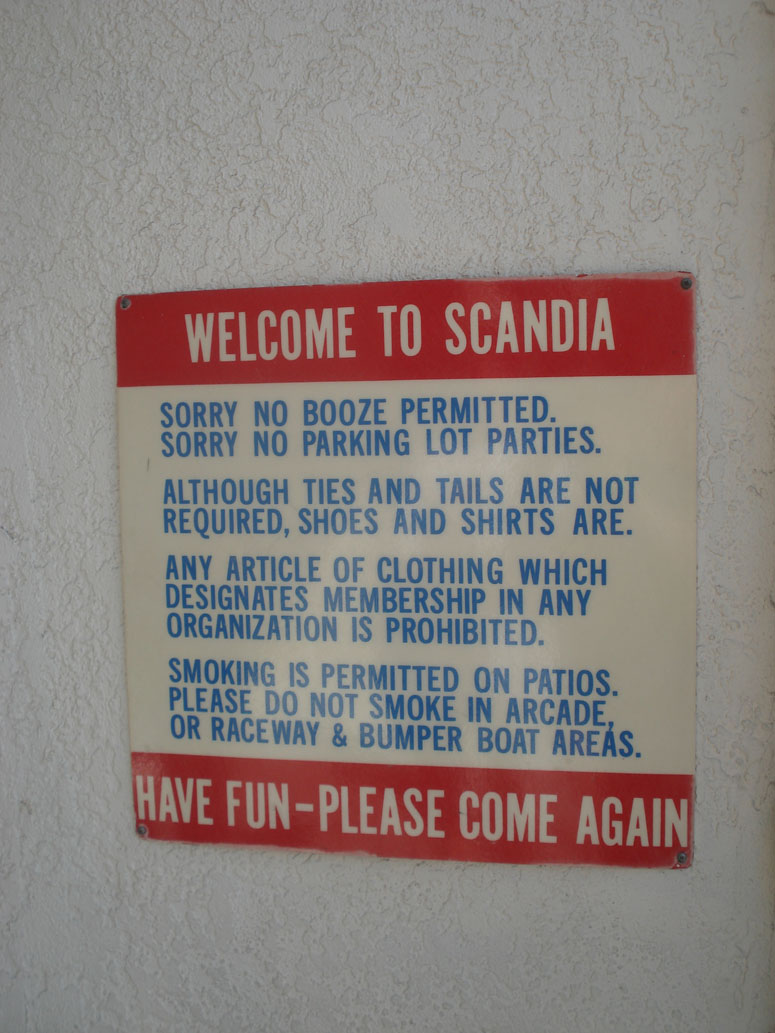 WELCOME TO SCANDIA
SORRY NO BOOZE PERMITTED.
SORRY NO PARKING LOT PARTIES.
ALTHOUGH TIES AND TAILS ARE NOT
REQUIRED, SHOES AND SHIRTS ARE.
ANY ARTICLE OF CLOTHING WHICH
DESIGNATES MEMBERSHIP IN ANY
ORGANIZATION IS PROHIBITED.
SMOKING IS PERMITTED ON PATIOS.
PLEASE DO NOT SMOKE IN ARCADE,
OR RACEWAY & BUMPER BOAT AREAS.
HAVE FUN-PLEASE COME AGAIN